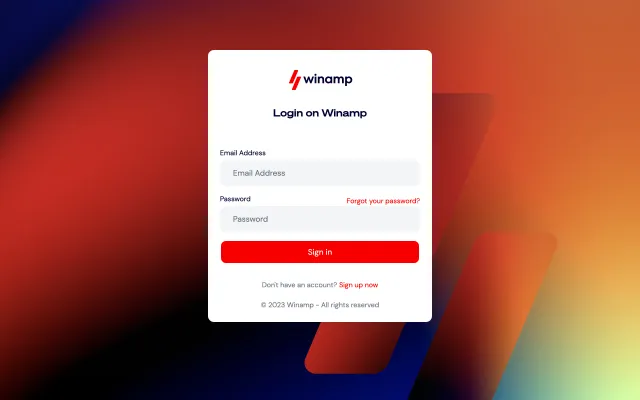 winamp
Login on Winamp
Email Address
Email Address
Password
Forgot your password?
Password
Sign in
Don't have an account? Sign up now
© 2023 Winamp - All rights reserved